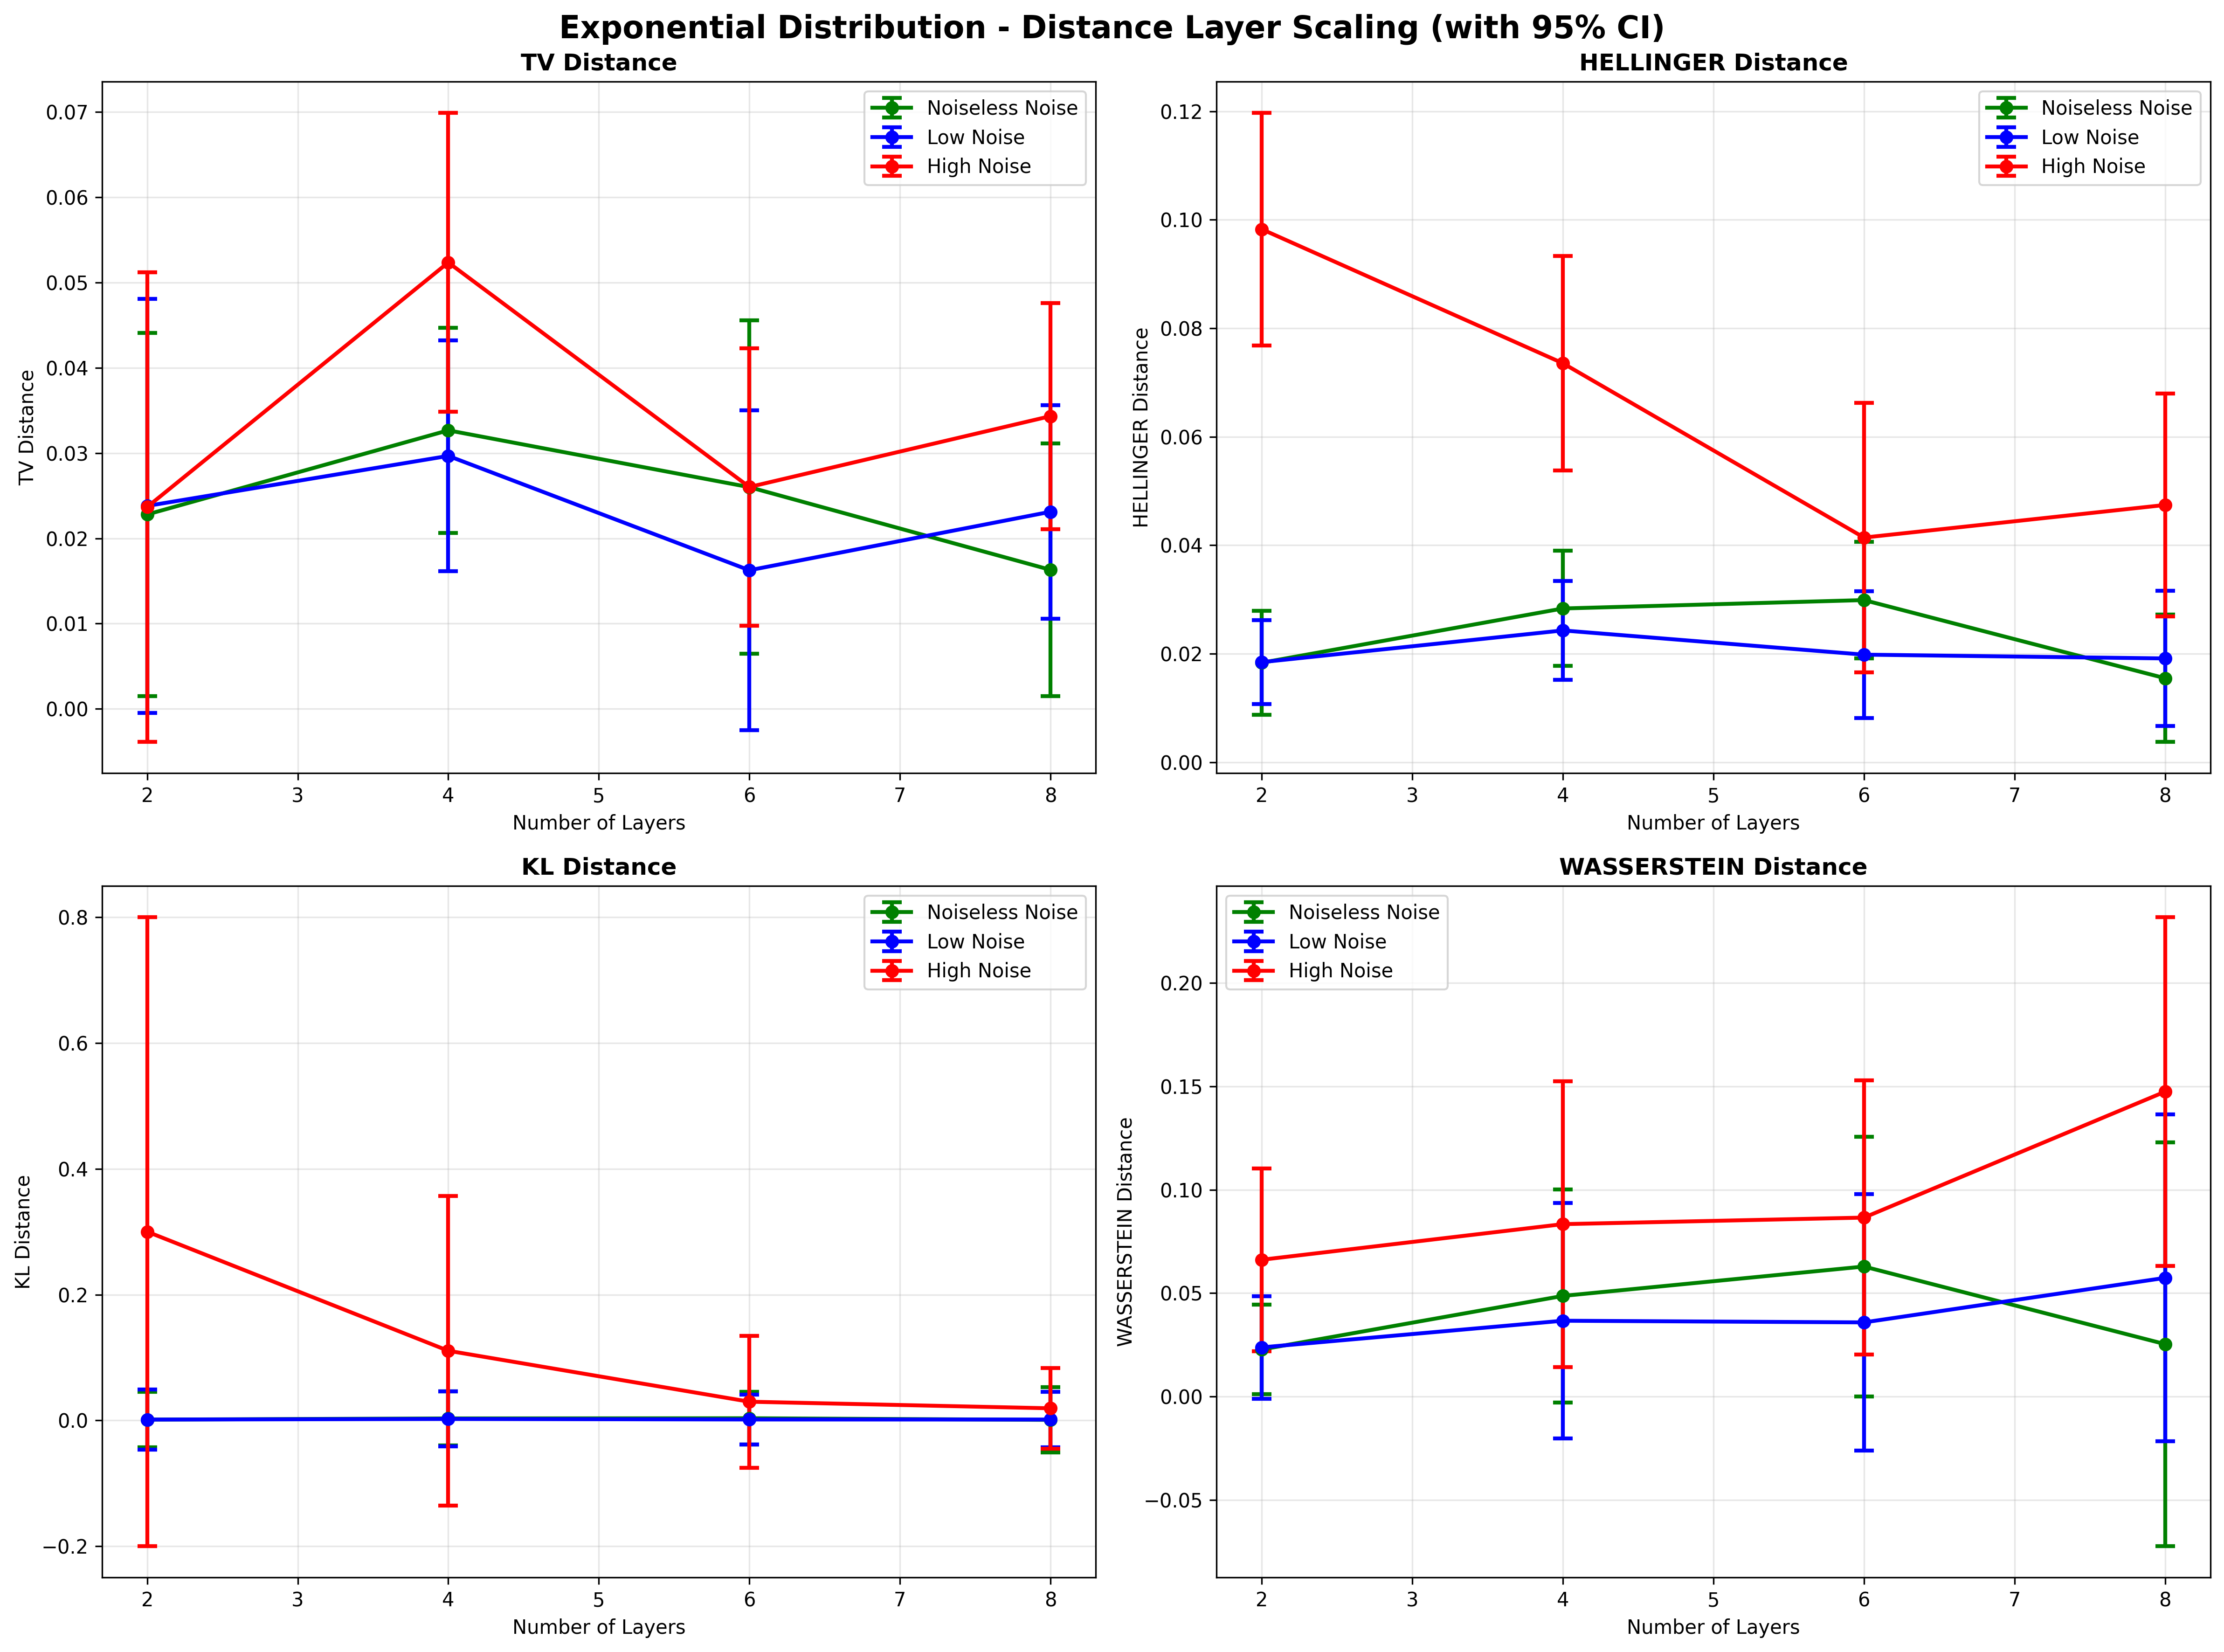 Exponential Distribution - Distance Layer Scaling (with 95% CI)
TV Distance
TV Distance
0.07
0.06
0.05
0.04
0.03
0.02
0.01
0.00
2 3 4 5 6 7 8
Number of Layers
Noiseless Noise
Low Noise
High Noise
HELLINGER Distance
HELLINGER Distance
0.12
0.10
0.08
0.06
0.04
0.02
0.00
2 3 4 5 6 7 8
Number of Layers
Noiseless Noise
Low Noise
High Noise
KL Distance
KL Distance
0.8
0.6
0.4
0.2
0.0
−0.2
2 3 4 5 6 7 8
Number of Layers
Noiseless Noise
Low Noise
High Noise
WASSERSTEIN Distance
WASSERSTEIN Distance
0.20
0.15
0.10
0.05
0.00
−0.05
2 3 4 5 6 7 8
Number of Layers
Noiseless Noise
Low Noise
High Noise